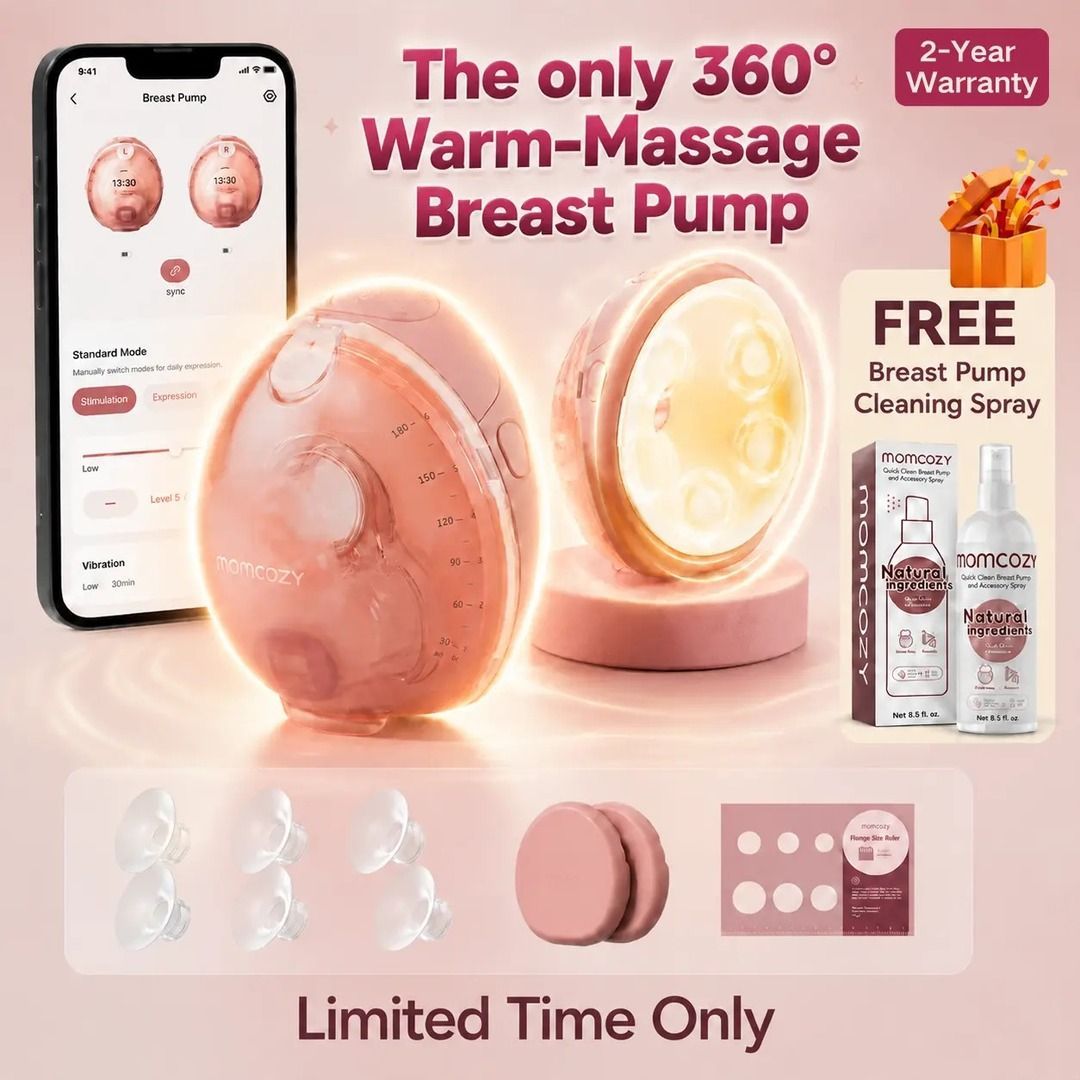 The only 360°
Warm-Massage
Breast Pump
2-Year
Warranty
9:41
Breast Pump
L
R
13:30
13:30
sync
Standard Mode
Manually switch modes for daily expression.
Stimulation
Expression
Low
Level 5 /
Vibration
Low 30min
180
150
120
90
60
30
momcozy
FREE
Breast Pump
Cleaning Spray
momcozy
Quick Clean Breast Pump
and Accessory Spray
momcozy
Natural
ingredients
Net 8.5 fl. oz.
momcozy
Quick Clean Breast Pump
and Accessory Spray
Natural
ingredients
Net 8.5 fl. oz.
momcozy
Flange Size Ruler
Limited Time Only